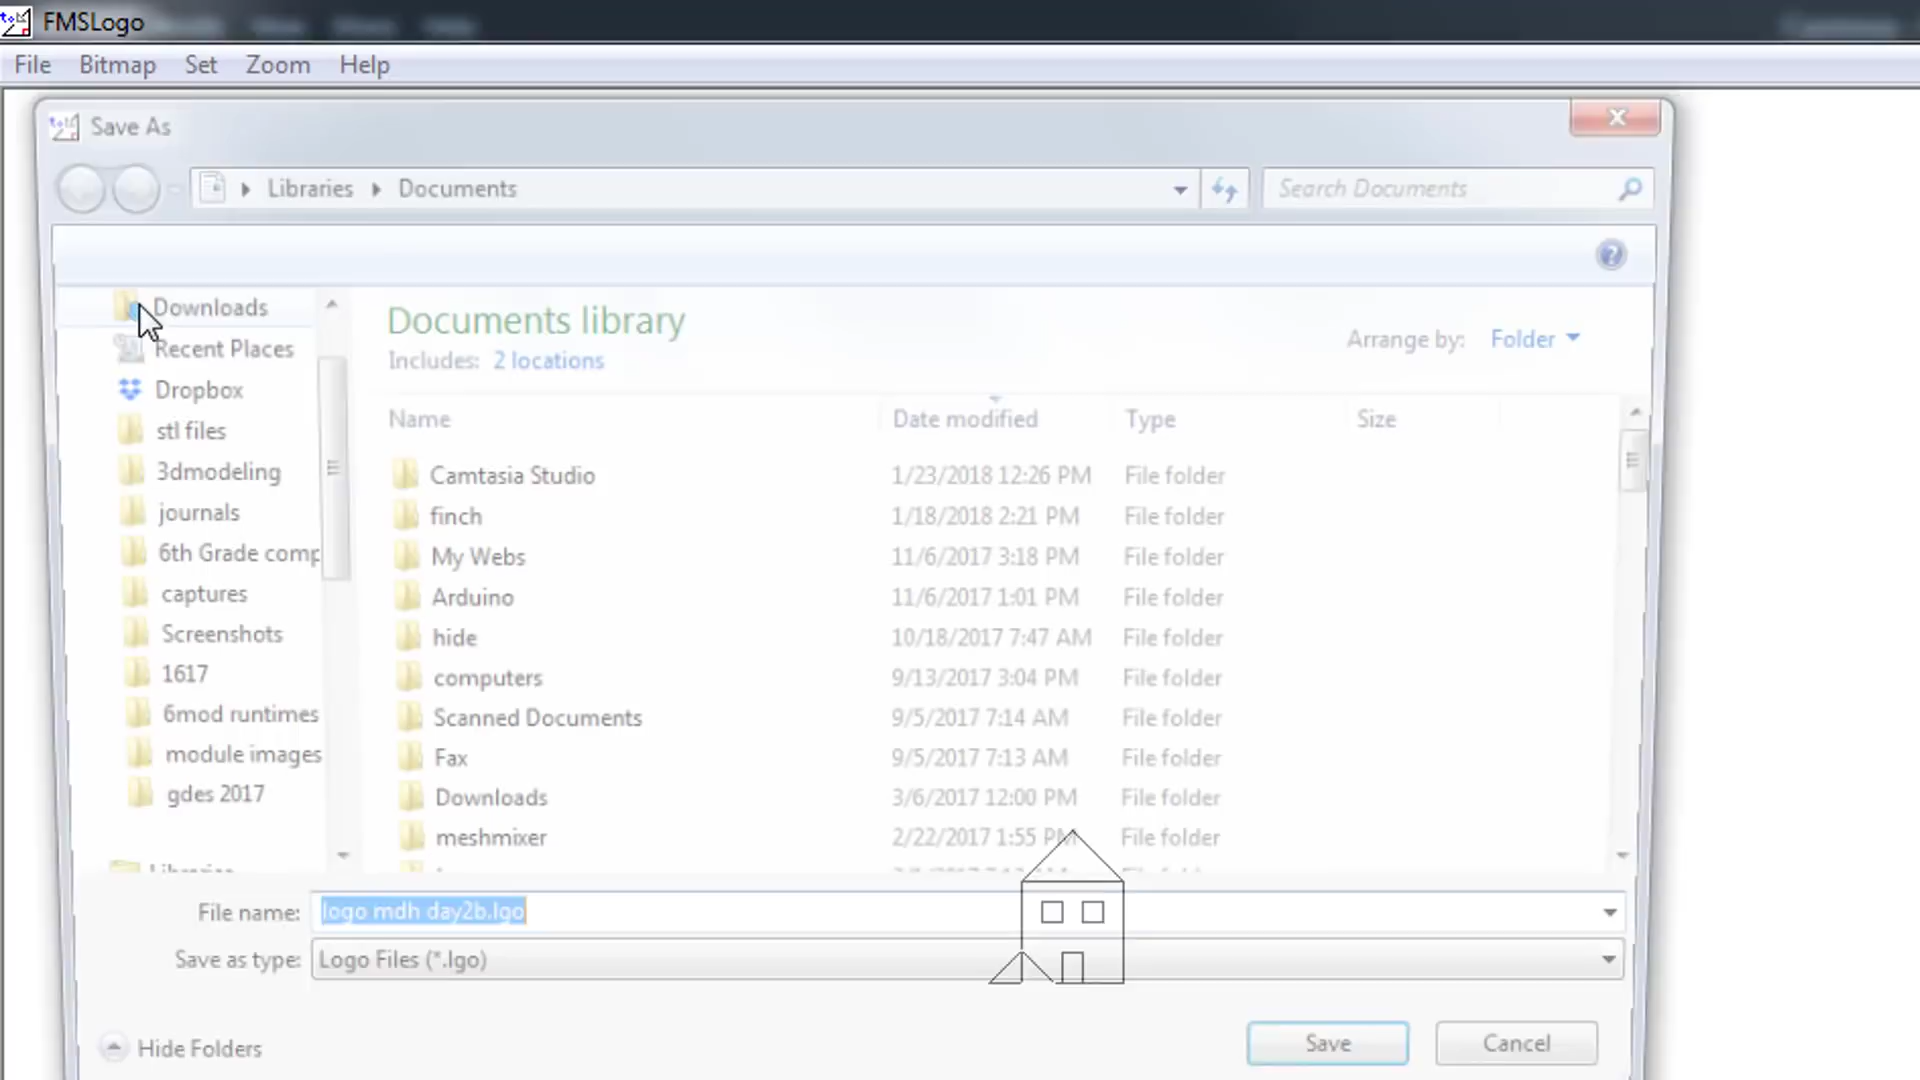 FMSLogo
File Bitmap Set Zoom Help
Save As
Libraries Documents
Search Documents
Downloads
Recent Places
Dropbox
stl files
3dmodeling
journals
6th Grade comp
captures
Screenshots
1617
6mod runtimes
module images
gdes 2017
Libraries
Documents library
Includes: 2 locations
Arrange by: Folder
Name Date modified Type Size
Camtasia Studio 1/23/2018 12:26 PM File folder
finch 1/18/2018 2:21 PM File folder
My Webs 11/6/2017 3:18 PM File folder
Arduino 11/6/2017 1:01 PM File folder
hide 10/18/2017 7:47 AM File folder
computers 9/13/2017 3:04 PM File folder
Scanned Documents 9/5/2017 7:14 AM File folder
Fax 9/5/2017 7:13 AM File folder
Downloads 3/6/2017 12:00 PM File folder
meshmixer 2/22/2017 1:55 PM File folder
File name: logo mdh day2b.lgo
Save as type: Logo Files (*.lgo)
Hide Folders
Save Cancel